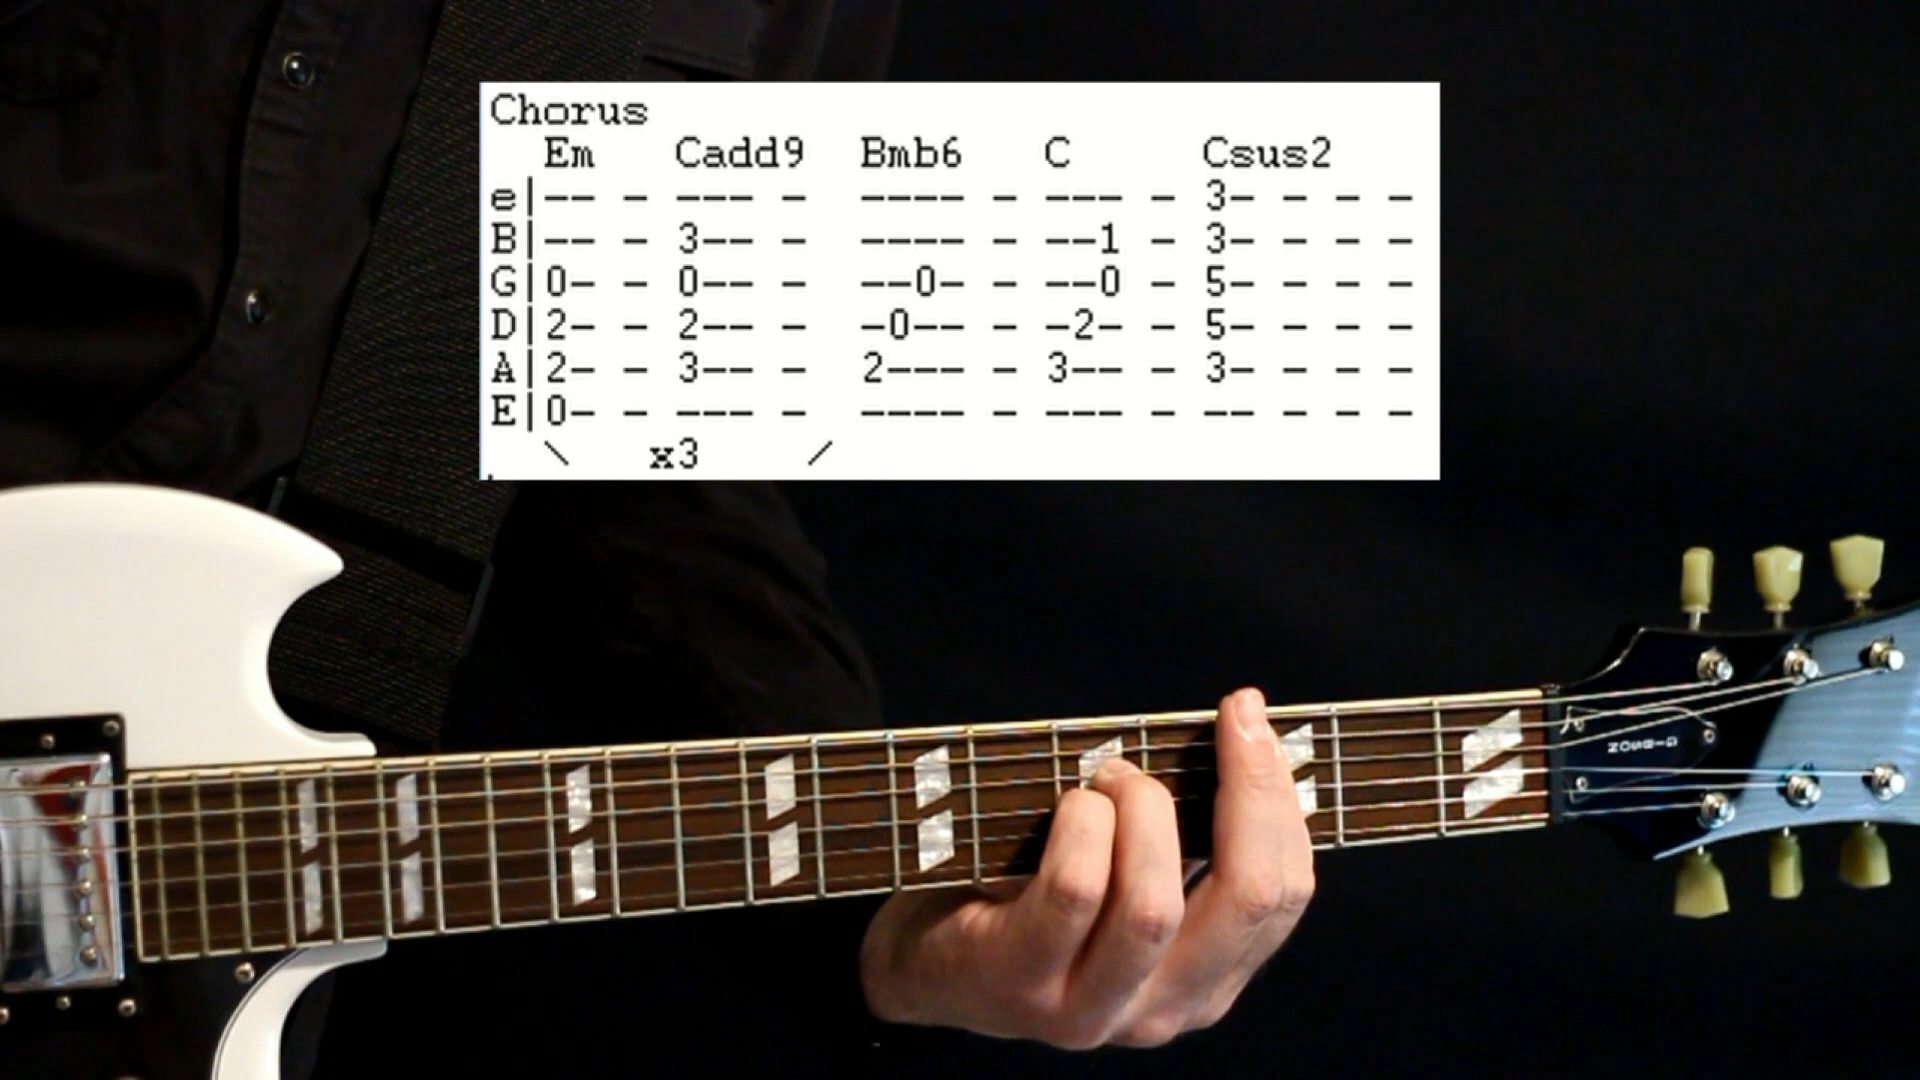 Chorus
Em Cadd9 Bmb6 C Csus2
e|-- - --- - ---- - --- - 3- - - -
B|-- - 3-- - ---- - --1 - 3- - - -
G|0- - 0-- - --0- - --0 - 5- - - -
D|2- - 2-- - -0-- - -2- - 5- - - -
A|2- - 3-- - 2--- - 3-- - 3- - - -
E|0- - --- - ---- - --- - -- - - -
\ x3 /
GIBSON